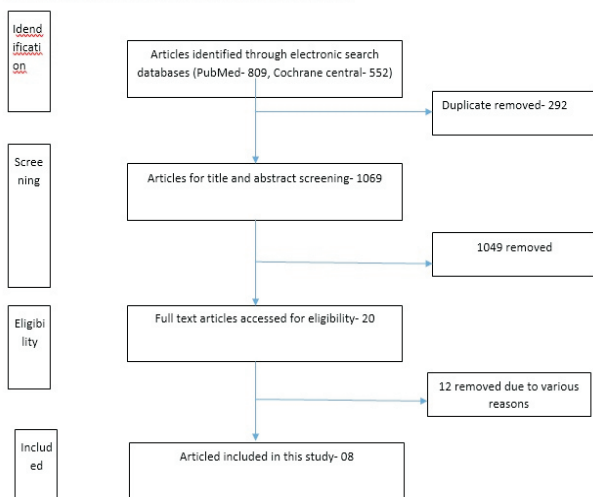 Idend
ificati
on
Articles identified through electronic search
databases (PubMed- 809, Cochrane central- 552)
Duplicate removed- 292
Scree
ning
Articles for title and abstract screening- 1069
1049 removed
Eligibi
lity
Full text articles accessed for eligibility- 20
12 removed due to various
reasons
Includ
ed
Articled included in this study- 08